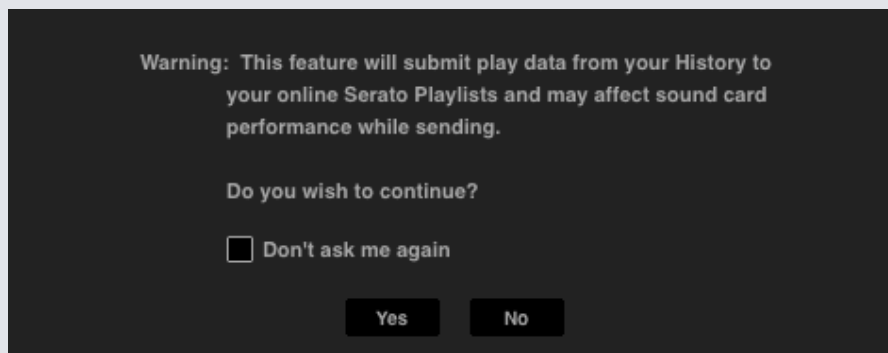 Warning: This feature will submit play data from your History to
your online Serato Playlists and may affect sound card
performance while sending.
Do you wish to continue?
Don't ask me again
Yes No